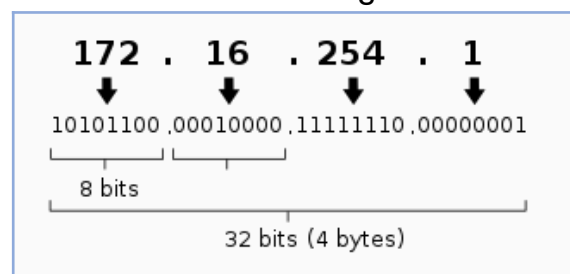 172 . 16 . 254 . 1
10101100 .00010000 .11111110 .00000001
8 bits
32 bits (4 bytes)